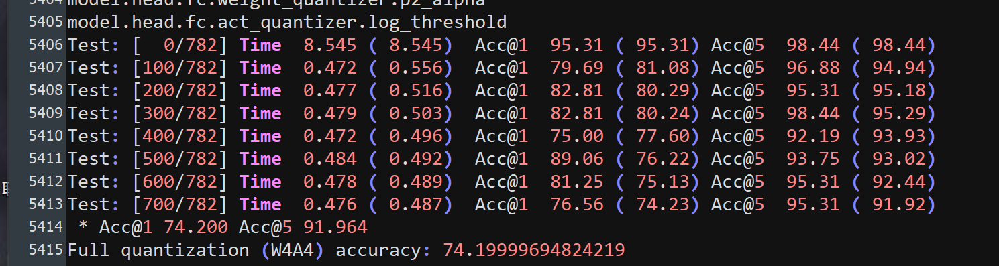 5404 model.head.fc.weight_quantizer.p2_alpha
5405 model.head.fc.act_quantizer.log_threshold
5406 Test: [  0/782] Time  8.545 ( 8.545)  Acc@1  95.31 ( 95.31) Acc@5  98.44 ( 98.44)
5407 Test: [100/782] Time  0.472 ( 0.556)  Acc@1  79.69 ( 81.08) Acc@5  96.88 ( 94.94)
5408 Test: [200/782] Time  0.477 ( 0.516)  Acc@1  82.81 ( 80.29) Acc@5  95.31 ( 95.18)
5409 Test: [300/782] Time  0.479 ( 0.503)  Acc@1  82.81 ( 80.24) Acc@5  98.44 ( 95.29)
5410 Test: [400/782] Time  0.472 ( 0.496)  Acc@1  75.00 ( 77.60) Acc@5  92.19 ( 93.93)
5411 Test: [500/782] Time  0.484 ( 0.492)  Acc@1  89.06 ( 76.22) Acc@5  93.75 ( 93.02)
5412 Test: [600/782] Time  0.478 ( 0.489)  Acc@1  81.25 ( 75.13) Acc@5  95.31 ( 92.44)
5413 Test: [700/782] Time  0.476 ( 0.487)  Acc@1  76.56 ( 74.23) Acc@5  95.31 ( 91.92)
5414  * Acc@1 74.200 Acc@5 91.964
5415 Full quantization (W4A4) accuracy: 74.19999694824219